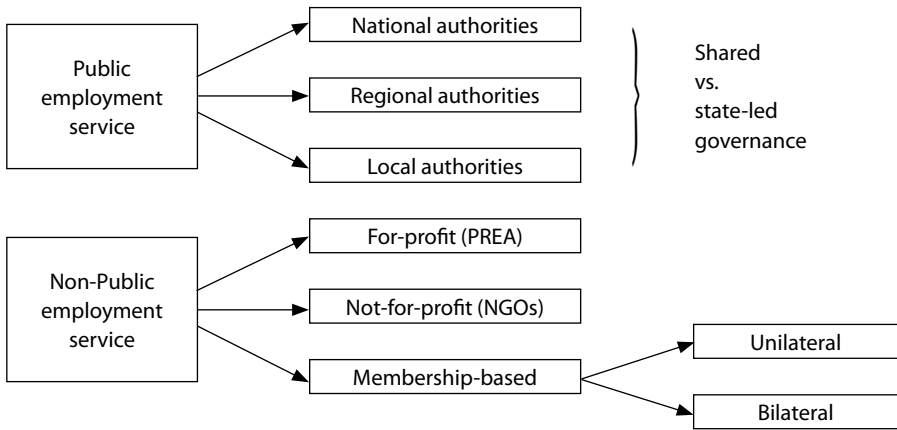 Public
employment
service
National authorities
Regional authorities
Local authorities
Shared
vs.
state-led
governance
Non-Public
employment
service
For-profit (PREA)
Not-for-profit (NGOs)
Membership-based
Unilateral
Bilateral